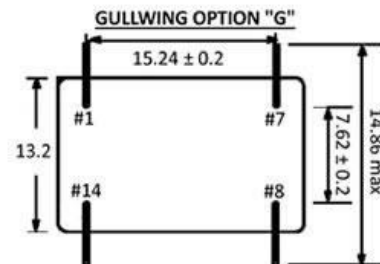 GULLWING OPTION "G"
15.24 ± 0.2
#1
#7
13.2
7.62 ± 0.2
14.86 max
#14
#8